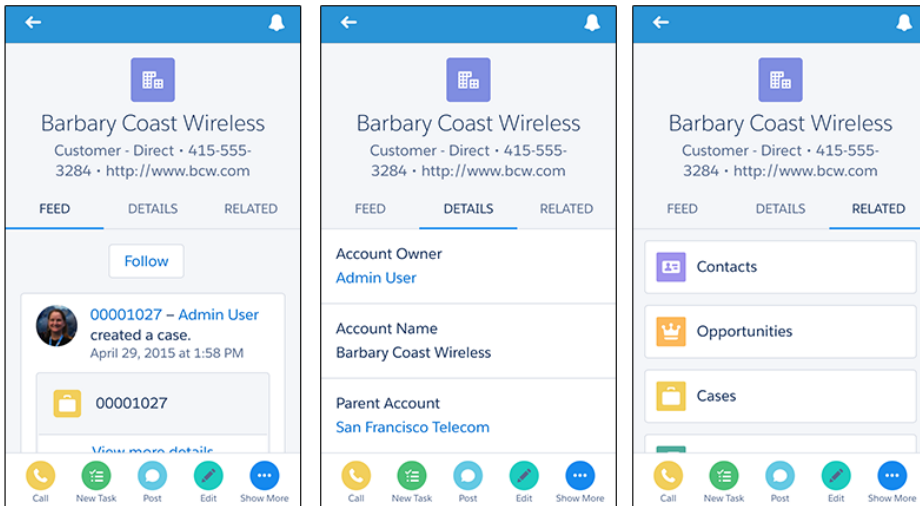 Barbary Coast Wireless
Customer - Direct • 415-555-
3284 • http://www.bcw.com
FEED DETAILS RELATED
Follow
00001027 – Admin User
created a case.
April 29, 2015 at 1:58 PM
00001027
View more details
Call New Task Post Edit Show More
Barbary Coast Wireless
Customer - Direct • 415-555-
3284 • http://www.bcw.com
FEED DETAILS RELATED
Account Owner
Admin User
Account Name
Barbary Coast Wireless
Parent Account
San Francisco Telecom
Call New Task Post Edit Show More
Barbary Coast Wireless
Customer - Direct • 415-555-
3284 • http://www.bcw.com
FEED DETAILS RELATED
Contacts
Opportunities
Cases
Call New Task Post Edit Show More